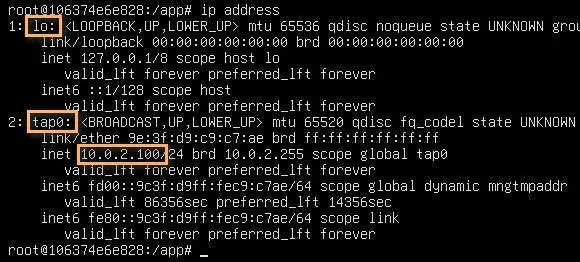 root@106374e6e828:/app# ip address
1: lo: <LOOPBACK,UP,LOWER_UP> mtu 65536 qdisc noqueue state UNKNOWN grou
link/loopback 00:00:00:00:00:00 brd 00:00:00:00:00:00
inet 127.0.0.1/8 scope host lo
valid_lft forever preferred_lft forever
inet6 ::1/128 scope host
valid_lft forever preferred_lft forever
2: tap0: <BROADCAST,UP,LOWER_UP> mtu 65520 qdisc fq_codel state UNKNOWN
link/ether 9e:3f:d9:c9:c7:ae brd ff:ff:ff:ff:ff:ff
inet 10.0.2.100/24 brd 10.0.2.255 scope global tap0
valid_lft forever preferred_lft forever
inet6 fd00::9c3f:d9ff:fec9:c7ae/64 scope global dynamic mngtmpaddr
valid_lft 86356sec preferred_lft 14356sec
inet6 fe80::9c3f:d9ff:fec9:c7ae/64 scope link
valid_lft forever preferred_lft forever
root@106374e6e828:/app# _